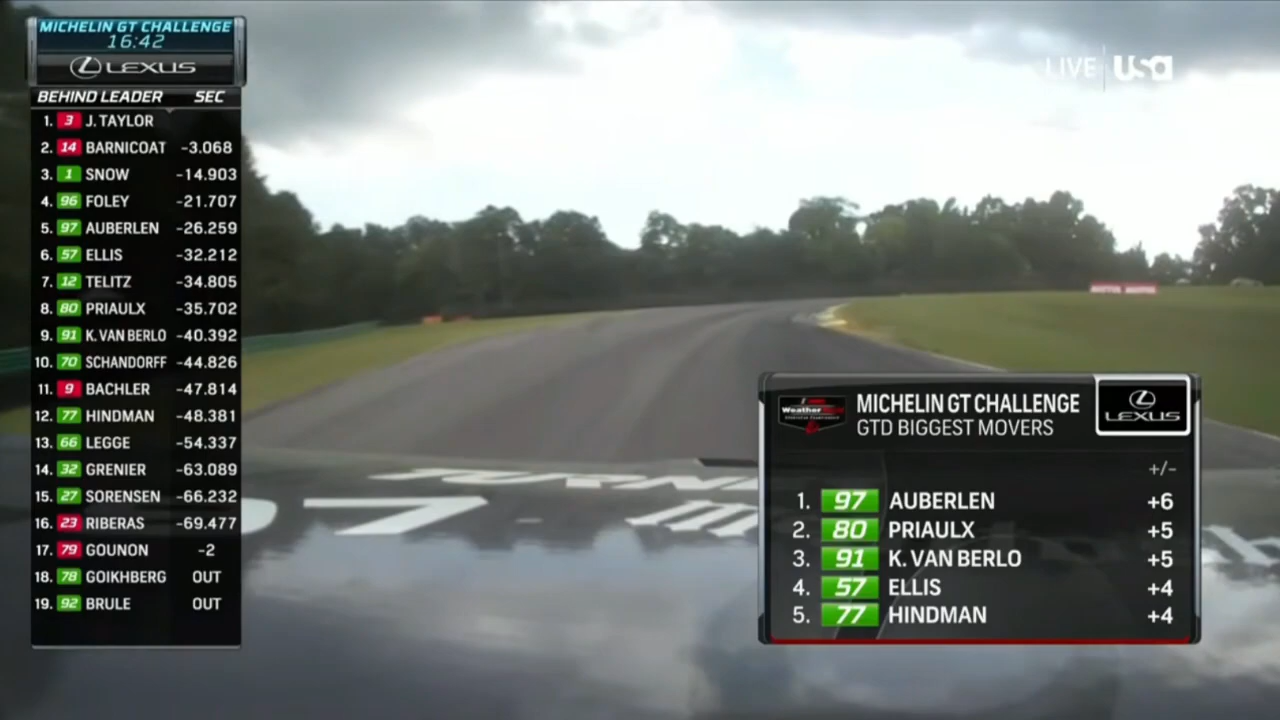 MICHELIN GT CHALLENGE
16:42
LEXUS
BEHIND LEADER SEC
1. 3 J. TAYLOR
2. 14 BARNICOAT -3.068
3. 1 SNOW -14.903
4. 96 FOLEY -21.707
5. 97 AUBERLEN -26.259
6. 57 ELLIS -32.212
7. 12 TELITZ -34.805
8. 80 PRIAULX -35.702
9. 91 K. VAN BERLO -40.392
10. 70 SCHANDORFF -44.826
11. 9 BACHLER -47.814
12. 77 HINDMAN -48.381
13. 66 LEGGE -54.337
14. 32 GRENIER -63.089
15. 27 SORENSEN -66.232
16. 23 RIBERAS -69.477
17. 79 GOUNON -2
18. 78 GOIKHBERG OUT
19. 92 BRULE OUT
LIVE USA
WeatherTech
MICHELIN GT CHALLENGE
GTD BIGGEST MOVERS
LEXUS
+/-
1. 97 AUBERLEN +6
2. 80 PRIAULX +5
3. 91 K. VAN BERLO +5
4. 57 ELLIS +4
5. 77 HINDMAN +4